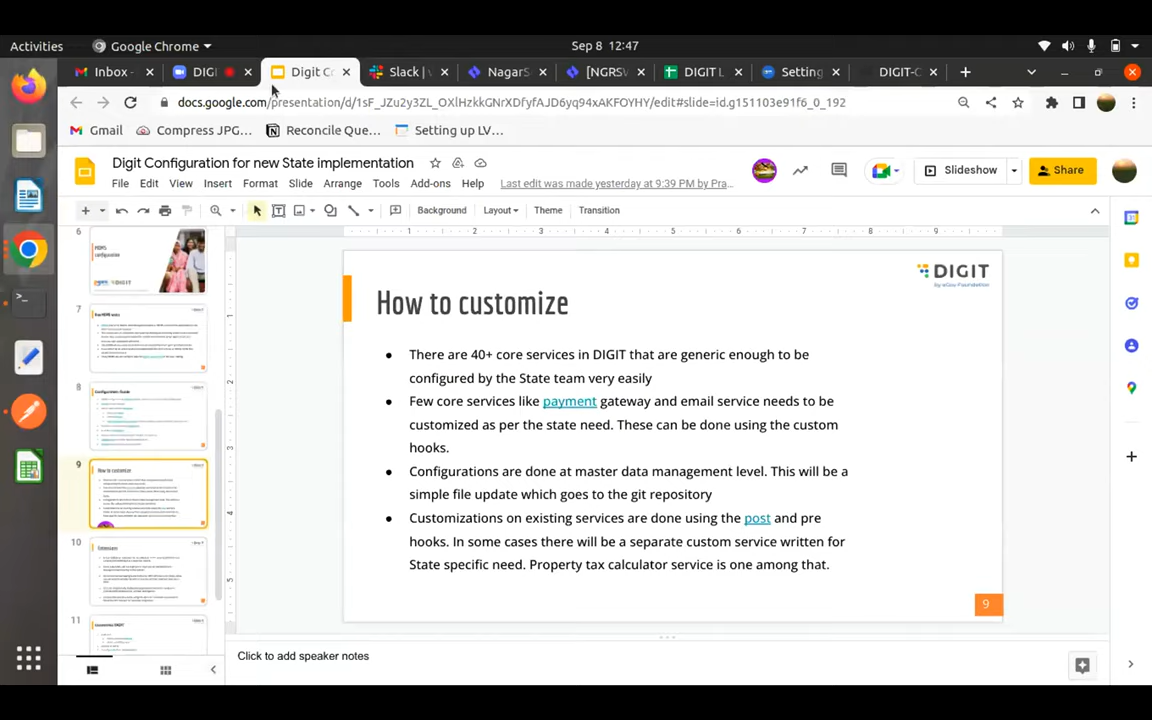 Activities Google Chrome Sep 8 12:47
Inbox - DIGI Digit Co Slack | NagarS [NGRS DIGIT L Setting DIGIT-C
docs.google.com/presentation/d/1sF_JZu2y3ZL_OXlHzkkGNrXDfyfAJD6yq94xAKFOYHY/edit#slide=id.g151103e91f6_0_192
Gmail Compress JPG... Reconcile Que... Setting up LV...
Digit Configuration for new State implementation
File Edit View Insert Format Slide Arrange Tools Add-ons Help Last edit was made yesterday at 9:39 PM by Pra...
Slideshow Share
Background Layout Theme Transition
6
7
8
9
10
11
How to customize
DIGIT
by eGov Foundation
There are 40+ core services in DIGIT that are generic enough to be
configured by the State team very easily
Few core services like payment gateway and email service needs to be
customized as per the state need. These can be done using the custom
hooks.
Configurations are done at master data management level. This will be a
simple file update which goes to the git repository
Customizations on existing services are done using the post and pre
hooks. In some cases there will be a separate custom service written for
State specific need. Property tax calculator service is one among that.
9
Click to add speaker notes